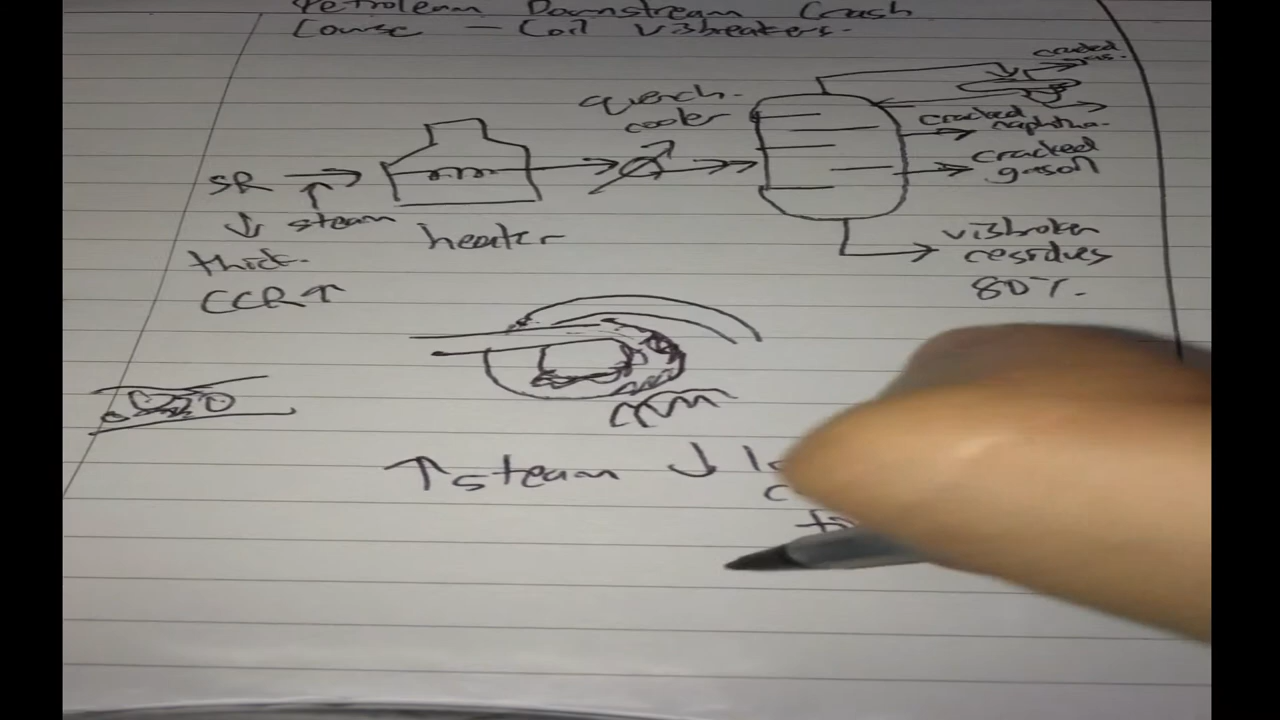 Petroleum Downstream Crash
Course - Coil Visbreakers.
cracked
gas.
quench
cooler
cracked
naphtha
cracked
gasoil
SR
steam
heater
thick.
CCR↑
visbroken
residues
80%.
↑ steam ↓